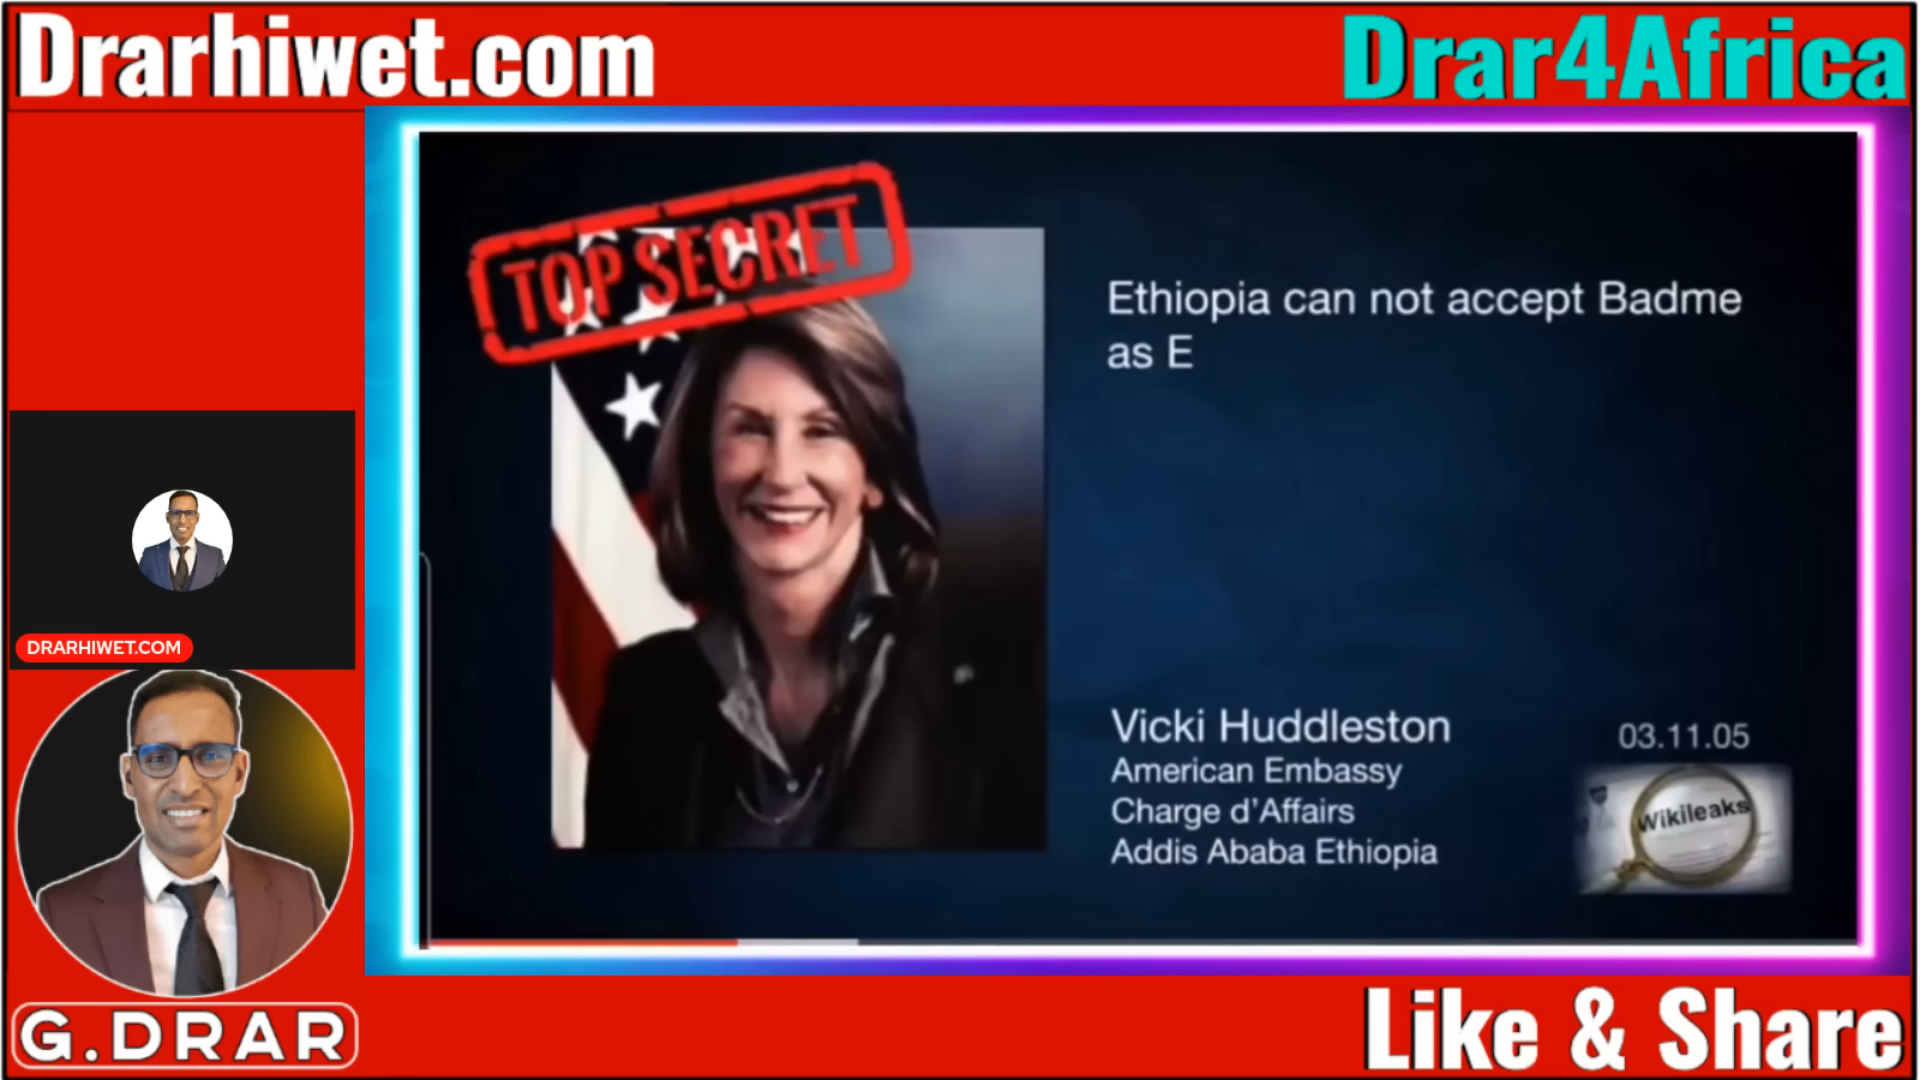 Drarhiwet.com
Drar4Africa
TOP SECRET
Ethiopia can not accept Badme
as E
Vicki Huddleston
American Embassy
Charge d'Affairs
Addis Ababa Ethiopia
03.11.05
Wikileaks
DRARHIWET.COM
G.DRAR
Like & Share